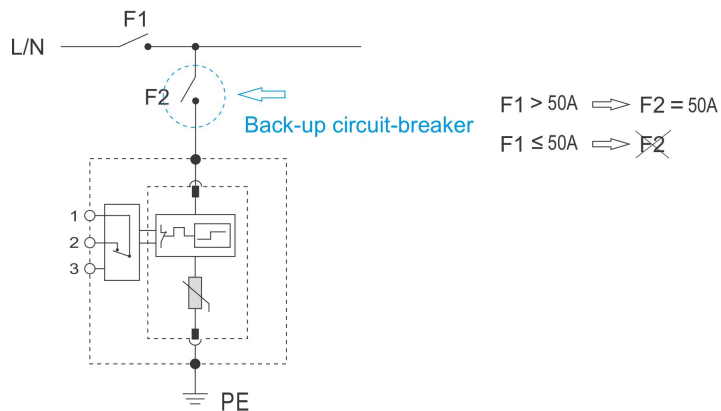 F1
L/N
F2
Back-up circuit-breaker
F1 > 50A ⇨ F2 = 50A
F1 ≤ 50A ⇨ F2
1
2
3
PE